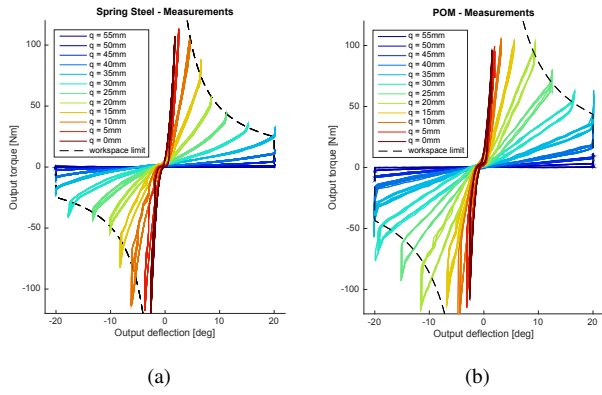 Spring Steel - Measurements
100
50
0
-50
-100
Output torque [Nm]
q = 55mm
q = 50mm
q = 45mm
q = 40mm
q = 35mm
q = 30mm
q = 25mm
q = 20mm
q = 15mm
q = 10mm
q = 5mm
q = 0mm
workspace limit
-20
-10
0
10
20
Output deflection [deg]
(a)
POM - Measurements
100
50
0
-50
-100
Output torque [Nm]
q = 55mm
q = 50mm
q = 45mm
q = 40mm
q = 35mm
q = 30mm
q = 25mm
q = 20mm
q = 15mm
q = 10mm
q = 5mm
q = 0mm
workspace limit
-20
-10
0
10
20
Output deflection [deg]
(b)